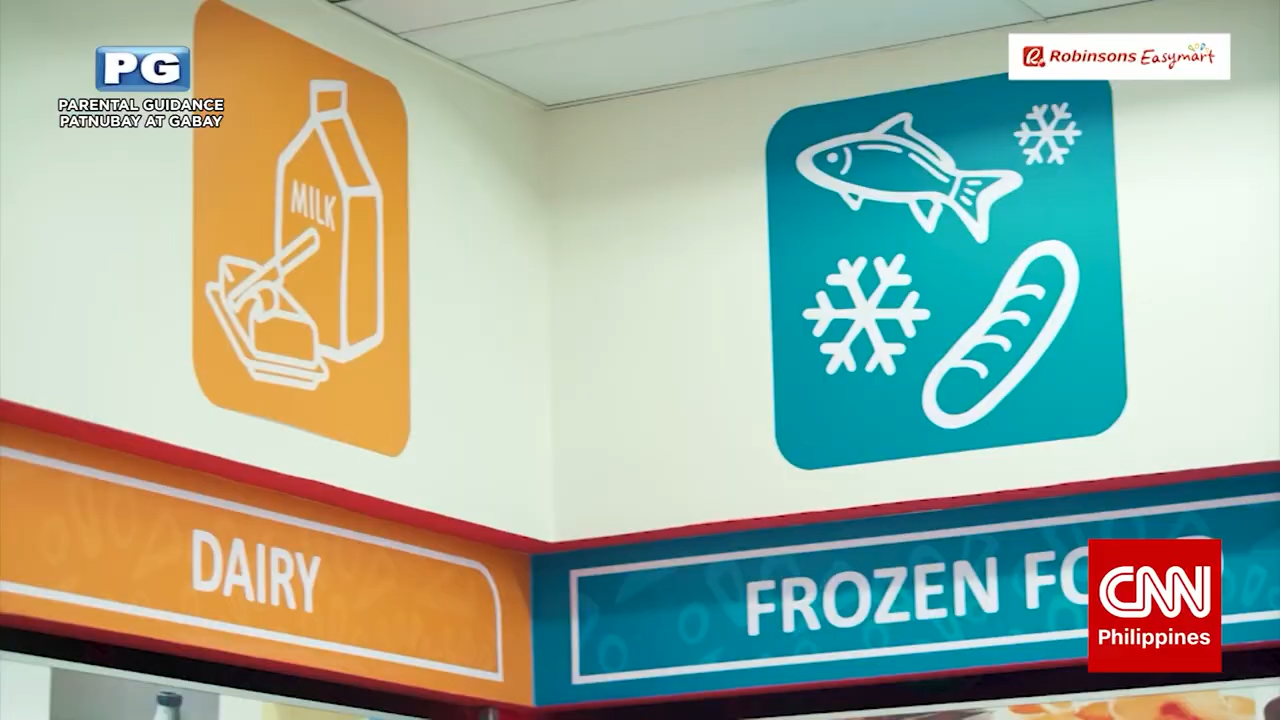 PG
PARENTAL GUIDANCE
PATNUBAY AT GABAY
Robinsons Easymart
MILK
DAIRY
FROZEN FO
CNN
Philippines